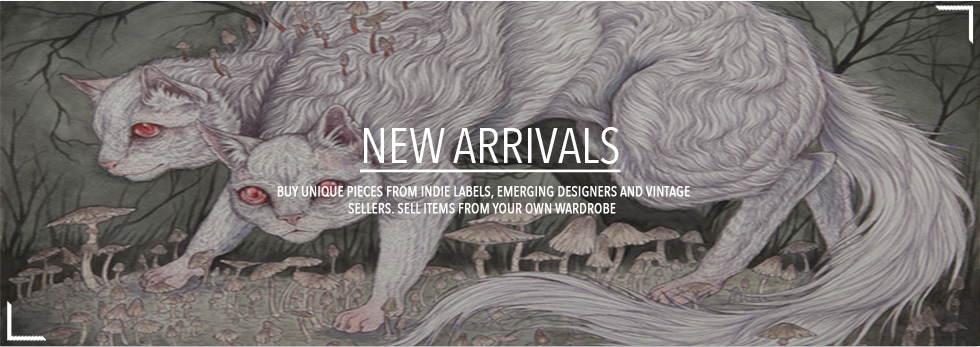 NEW ARRIVALS
BUY UNIQUE PIECES FROM INDIE LABELS, EMERGING DESIGNERS AND VINTAGE
SELLERS. SELL ITEMS FROM YOUR OWN WARDROBE